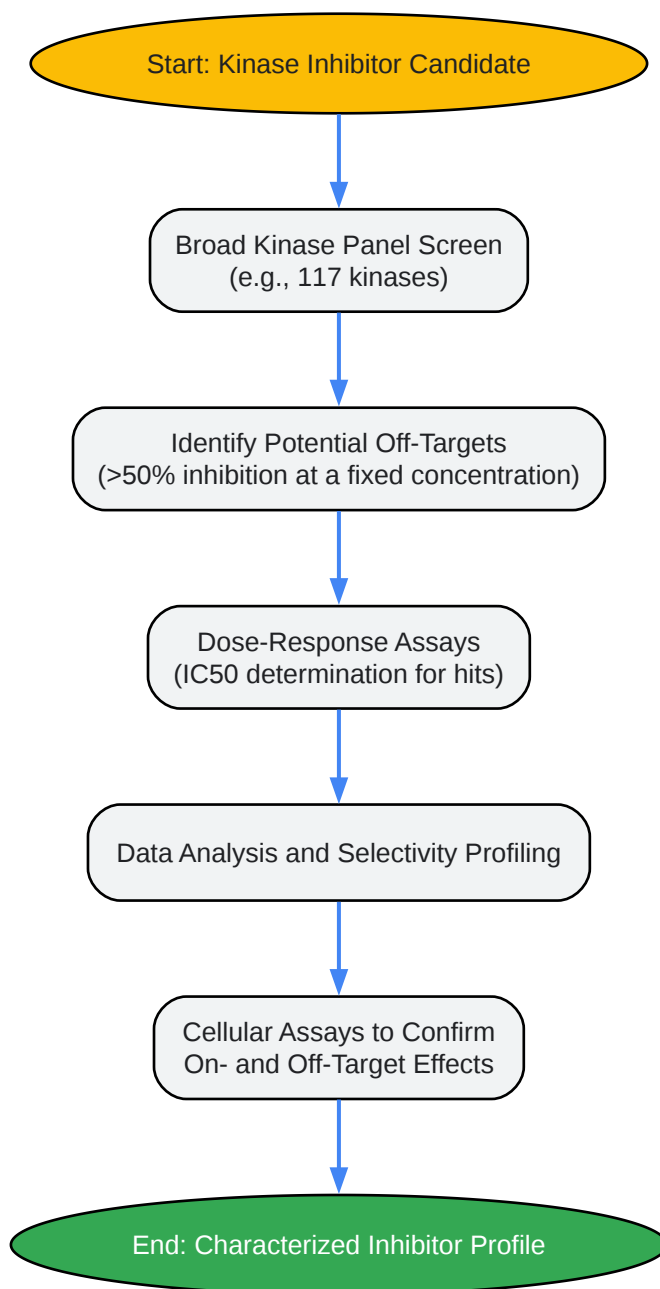 Start: Kinase Inhibitor Candidate
Broad Kinase Panel Screen
(e.g., 117 kinases)
Identify Potential Off-Targets
(>50% inhibition at a fixed concentration)
Dose-Response Assays
(IC50 determination for hits)
Data Analysis and Selectivity Profiling
Cellular Assays to Confirm
On- and Off-Target Effects
End: Characterized Inhibitor Profile